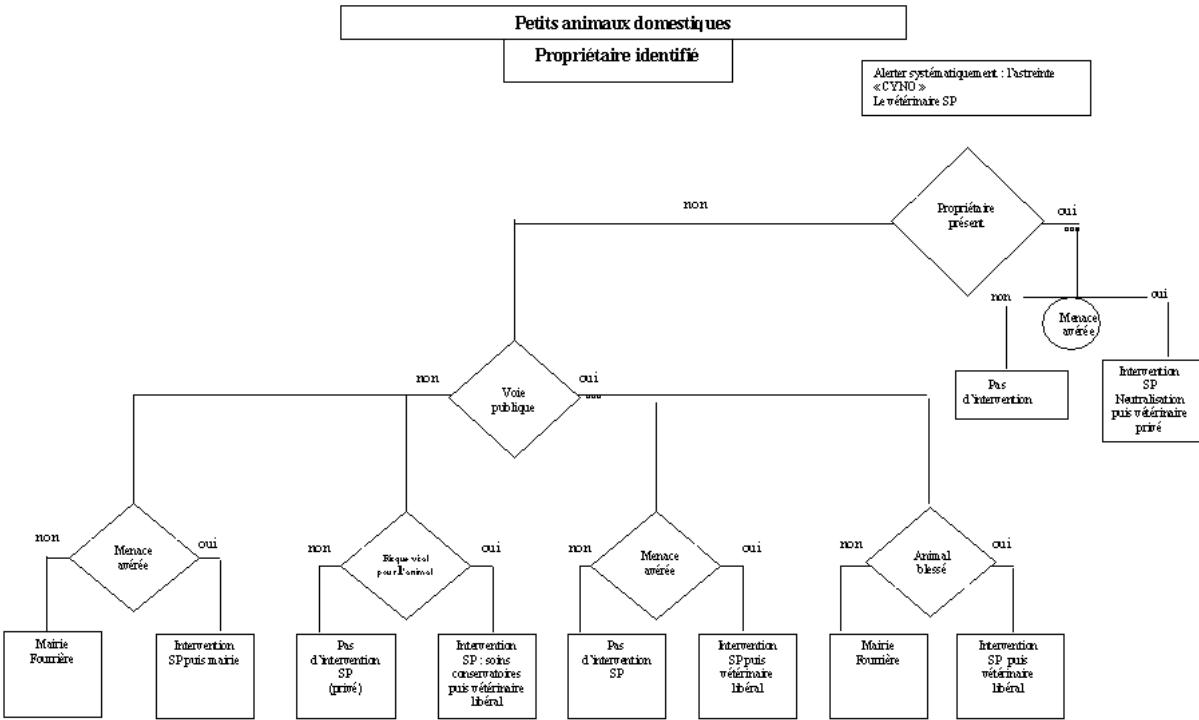 Petits animaux domestiques
Propriétaire identifié
Alerter systématiquement : l'astreinte
« CYNO »
Le vétérinaire SP
Propriétaire
présent
non
oui
non
oui
Menace
avérée
Pas
d'intervention
Intervention
SP
Neutralisation
puis vétérinaire
privé
Voie
publique
non
oui
Menace
avérée
non
oui
Risque vital
pour l'animal
non
oui
Menace
avérée
non
oui
Animal
blessé
non
oui
Mairie
Fourrière
Intervention
SP puis mairie
Pas
d'intervention
SP
(privé)
Intervention
SP : soins
conservatoires
puis vétérinaire
libéral
Pas
d'intervention
SP
Intervention
SP puis
vétérinaire
libéral
Mairie
Fourrière
Intervention
SP puis
vétérinaire
libéral